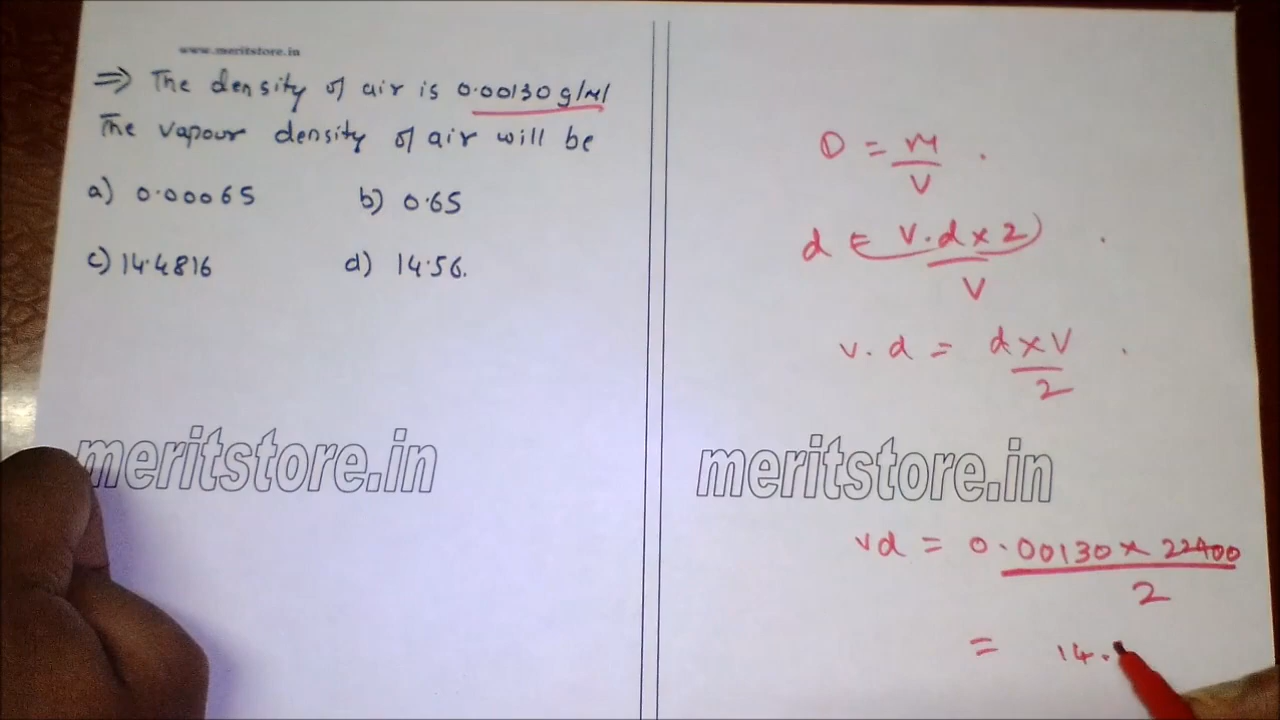 www.meritstore.in
⇒ The density of air is 0.00130 g/ml
The vapour density of air will be
a) 0.00065 b) 0.65
c) 14.4816 d) 14.56.
meritstore.in
D = M/V .
d = V.d×2/V .
v.d = d×V/2 .
meritstore.in
vd = 0.00130 × 22400/2
= 14.